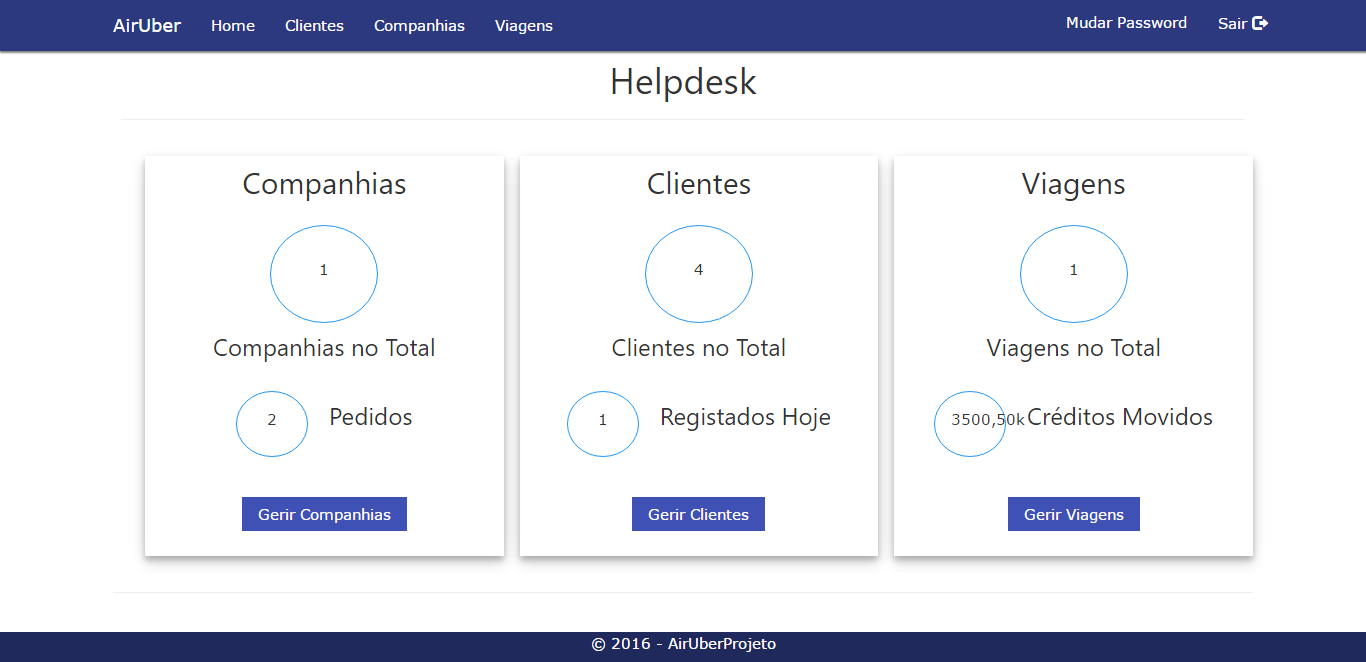 AirUber Home Clientes Companhias Viagens Mudar Password Sair
Helpdesk
Companhias
1
Companhias no Total
2 Pedidos
Gerir Companhias
Clientes
4
Clientes no Total
1 Registados Hoje
Gerir Clientes
Viagens
1
Viagens no Total
3500,50k Créditos Movidos
Gerir Viagens
© 2016 - AirUberProjeto